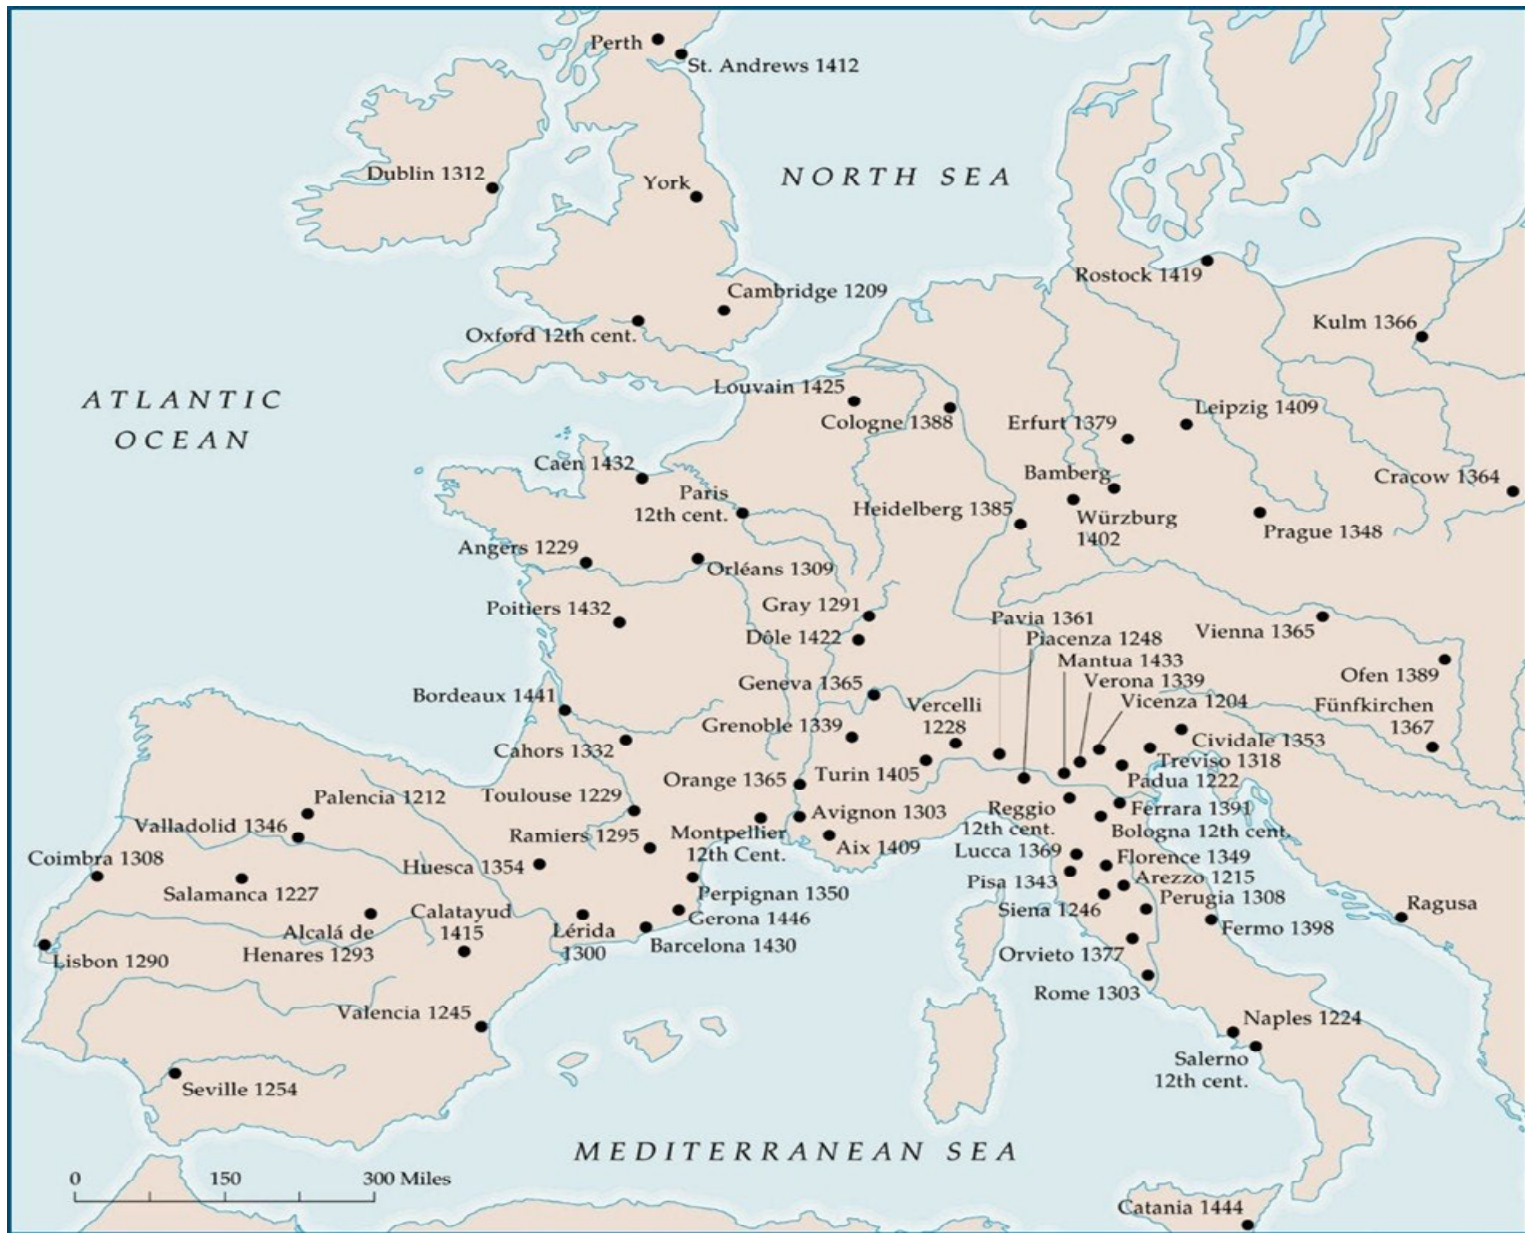 Perth
St. Andrews 1412
Dublin 1312
York
NORTH SEA
Rostock 1419
Cambridge 1209
Oxford 12th cent.
Kulm 1366
ATLANTIC
OCEAN
Louvain 1425
Cologne 1388
Erfurt 1379
Leipzig 1409
Caen 1432
Bamberg
Cracow 1364
Paris
12th cent.
Heidelberg 1385
Würzburg
1402
Prague 1348
Angers 1229
Orléans 1309
Poitiers 1432
Gray 1291
Pavia 1361
Vienna 1365
Dôle 1422
Piacenza 1248
Mantua 1433
Ofen 1389
Geneva 1365
Verona 1339
Bordeaux 1441
Vercelli
1228
Vicenza 1204
Fünfkirchen
1367
Grenoble 1339
Cahors 1332
Cividale 1353
Treviso 1318
Orange 1365
Turin 1405
Padua 1222
Palencia 1212
Toulouse 1229
Avignon 1303
Reggio
12th cent.
Ferrara 1391
Valladolid 1346
Ramiers 1295
Montpellier
12th Cent.
Aix 1409
Bologna 12th cent.
Coimbra 1308
Huesca 1354
Lucca 1369
Florence 1349
Salamanca 1227
Pisa 1343
Arezzo 1215
Perpignan 1350
Perugia 1308
Calatayud
1415
Gerona 1446
Siena 1246
Ragusa
Alcalá de
Henares 1293
Lérida
1300
Barcelona 1430
Fermo 1398
Lisbon 1290
Orvieto 1377
Rome 1303
Valencia 1245
Naples 1224
Salerno
12th cent.
Seville 1254
MEDITERRANEAN SEA
0 150 300 Miles
Catania 1444